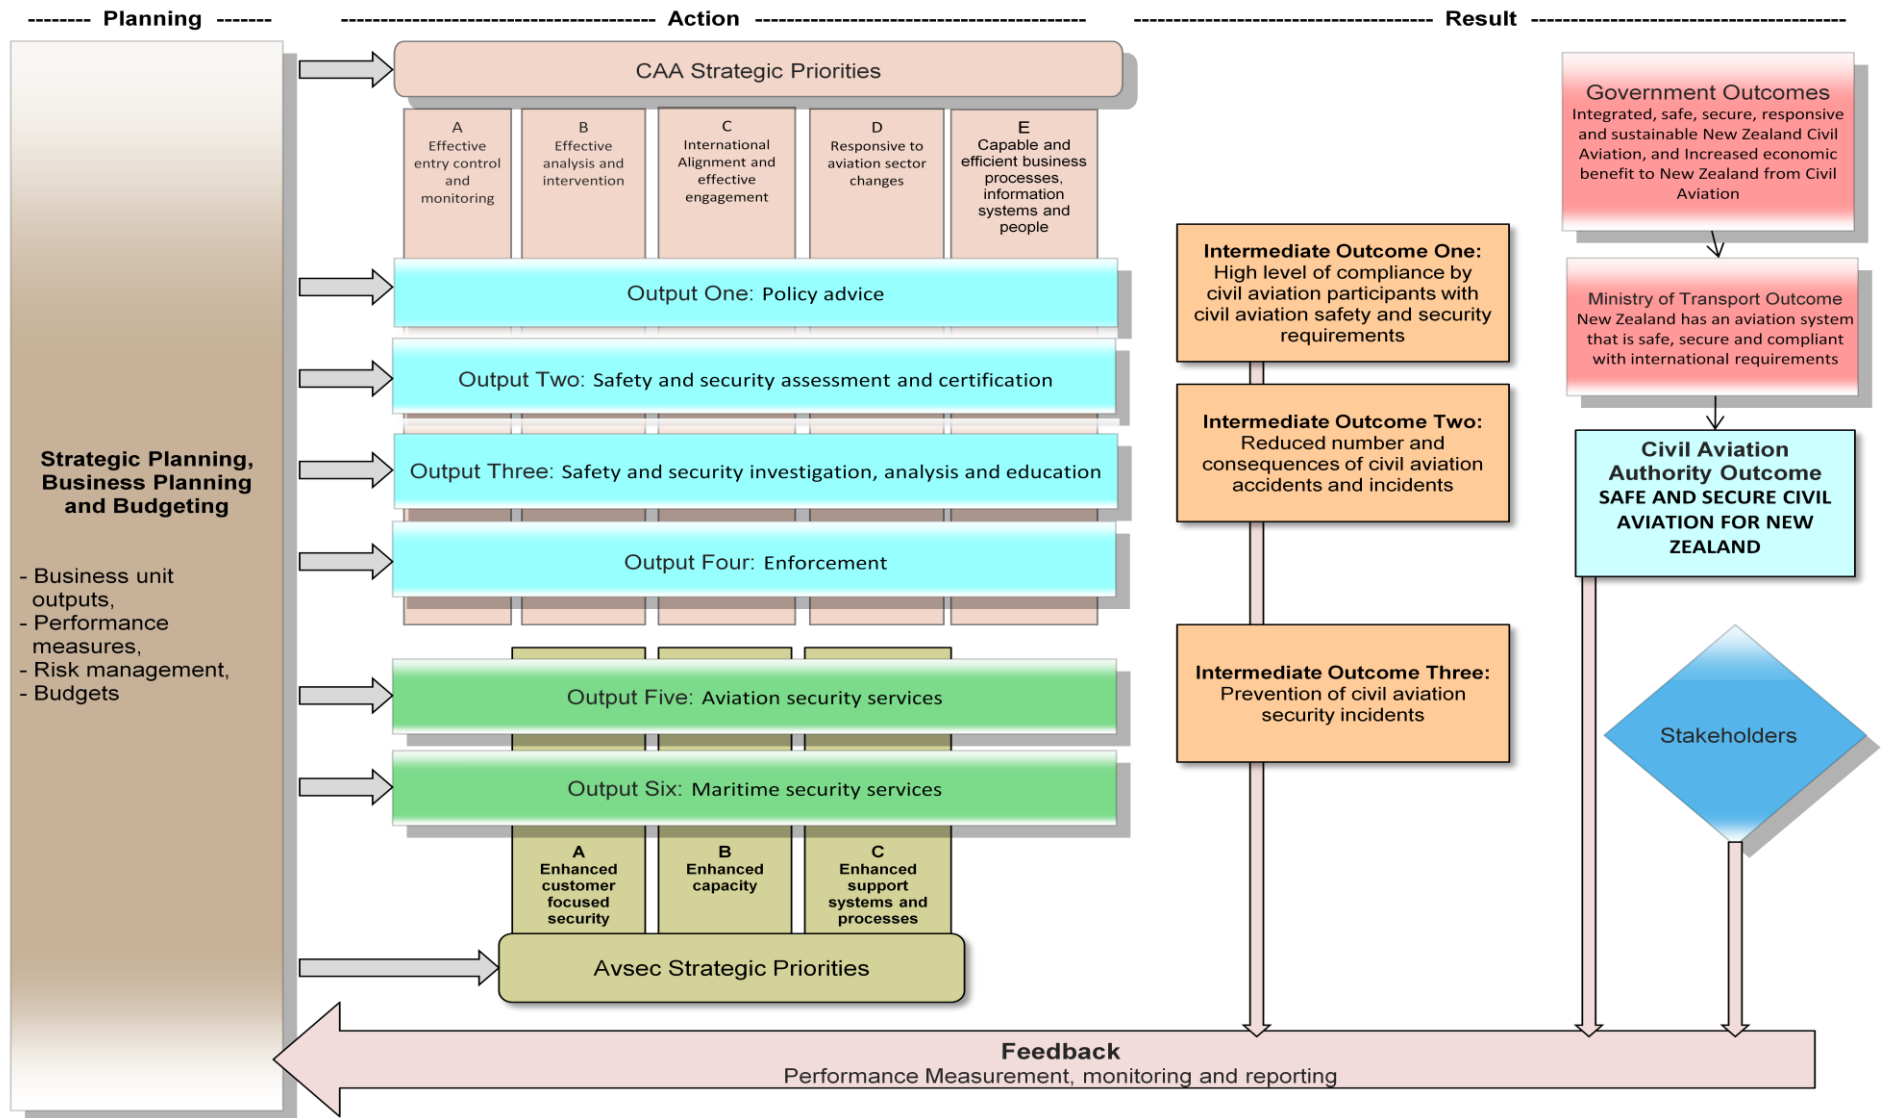 Planning
Action
Result
Strategic Planning,
Business Planning
and Budgeting
- Business unit
outputs,
- Performance
measures,
- Risk management,
- Budgets
CAA Strategic Priorities
A
Effective
entry control
and
monitoring
B
Effective
analysis and
intervention
C
International
Alignment and
effective
engagement
D
Responsive to
aviation sector
changes
E
Capable and
efficient business
processes,
information
systems and
people
Output One: Policy advice
Output Two: Safety and security assessment and certification
Output Three: Safety and security investigation, analysis and education
Output Four: Enforcement
Output Five: Aviation security services
Output Six: Maritime security services
A
Enhanced
customer
focused
security
B
Enhanced
capacity
C
Enhanced
support
systems and
processes
Avsec Strategic Priorities
Intermediate Outcome One:
High level of compliance by
civil aviation participants with
civil aviation safety and security
requirements
Intermediate Outcome Two:
Reduced number and
consequences of civil aviation
accidents and incidents
Intermediate Outcome Three:
Prevention of civil aviation
security incidents
Government Outcomes
Integrated, safe, secure, responsive
and sustainable New Zealand Civil
Aviation, and Increased economic
benefit to New Zealand from Civil
Aviation
Ministry of Transport Outcome
New Zealand has an aviation system
that is safe, secure and compliant
with international requirements
Civil Aviation
Authority Outcome
SAFE AND SECURE CIVIL
AVIATION FOR NEW
ZEALAND
Stakeholders
Feedback
Performance Measurement, monitoring and reporting